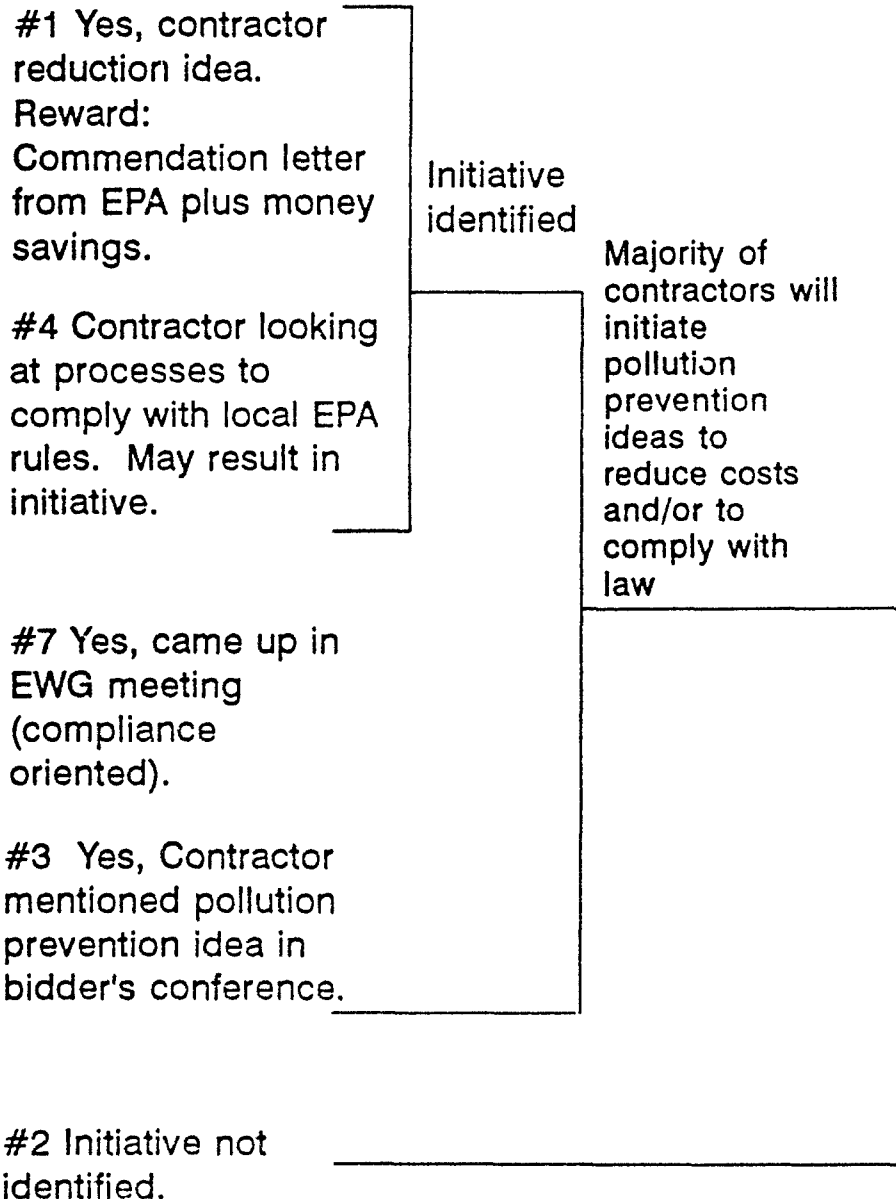 #1 Yes, contractor
reduction idea.
Reward:
Commendation letter
from EPA plus money
savings.
Initiative
identified
#4 Contractor looking
at processes to
comply with local EPA
rules.  May result in
initiative.
Majority of
contractors will
initiate
pollution
prevention
ideas to
reduce costs
and/or to
comply with
law
#7 Yes, came up in
EWG meeting
(compliance
oriented).
#3  Yes, Contractor
mentioned pollution
prevention idea in
bidder's conference.
#2 Initiative not
identified.